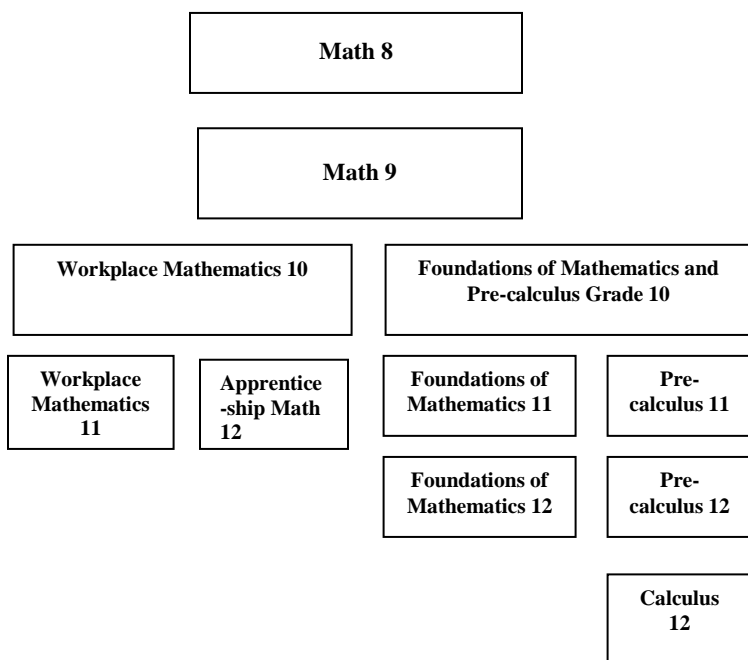 Math 8
Math 9
Workplace Mathematics 10
Foundations of Mathematics and
Pre-calculus Grade 10
Workplace
Mathematics
11
Apprentice
-ship Math
12
Foundations of
Mathematics 11
Pre-
calculus 11
Foundations of
Mathematics 12
Pre-
calculus 12
Calculus
12